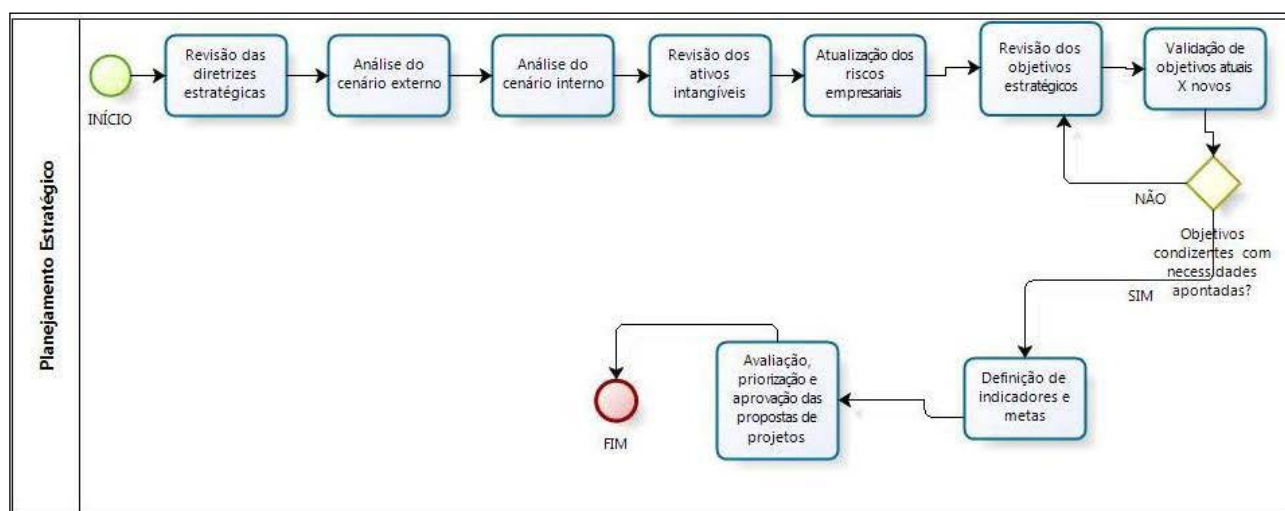 Planejamento Estratégico
INÍCIO
Revisão das
diretrizes
estratégicas
Análise do
cenário externo
Análise do
cenário interno
Revisão dos
ativos
intangíveis
Atualização dos
riscos
empresariais
Revisão dos
objetivos
estratégicos
Validação de
objetivos atuais
X novos
NÃO
Objetivos
condizentes com
necessidades
apontadas?
SIM
Definição de
indicadores e
metas
Avaliação,
priorização e
aprovação das
propostas de
projetos
FIM